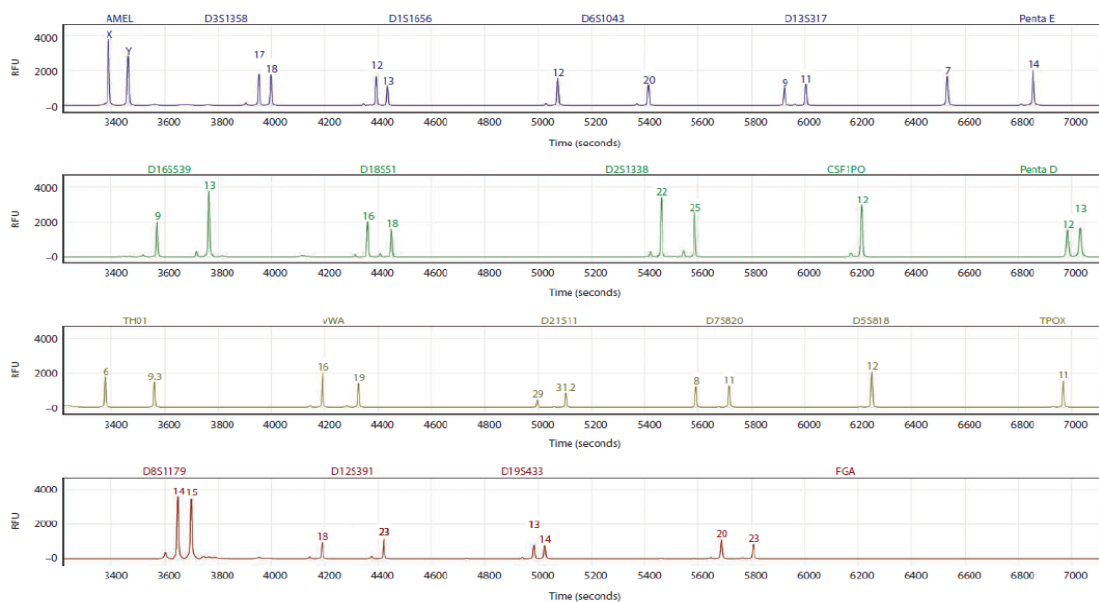 AMEL D3S1358 D1S1656 D6S1043 D13S317 Penta E
X Y 17 18 12 13 12 20 9 11 7 14
RFU
4000
2000
–0
3400 3600 3800 4000 4200 4400 4600 4800 5000 5200 5400 5600 5800 6000 6200 6400 6600 6800 7000
Time (seconds)
D16S539 D18S51 D2S1338 CSF1PO Penta D
9 13 16 18 22 25 12 12 13
RFU
4000
2000
–0
3400 3600 3800 4000 4200 4400 4600 4800 5000 5200 5400 5600 5800 6000 6200 6400 6600 6800 7000
Time (seconds)
TH01 vWA D21S11 D7S820 D5S818 TPOX
6 9.3 16 19 29 31.2 8 11 12 11
RFU
4000
2000
–0
3400 3600 3800 4000 4200 4400 4600 4800 5000 5200 5400 5600 5800 6000 6200 6400 6600 6800 7000
Time (seconds)
D8S1179 D12S391 D19S433 FGA
14 15 18 23 13 14 20 23
RFU
4000
2000
–0
3400 3600 3800 4000 4200 4400 4600 4800 5000 5200 5400 5600 5800 6000 6200 6400 6600 6800 7000
Time (seconds)